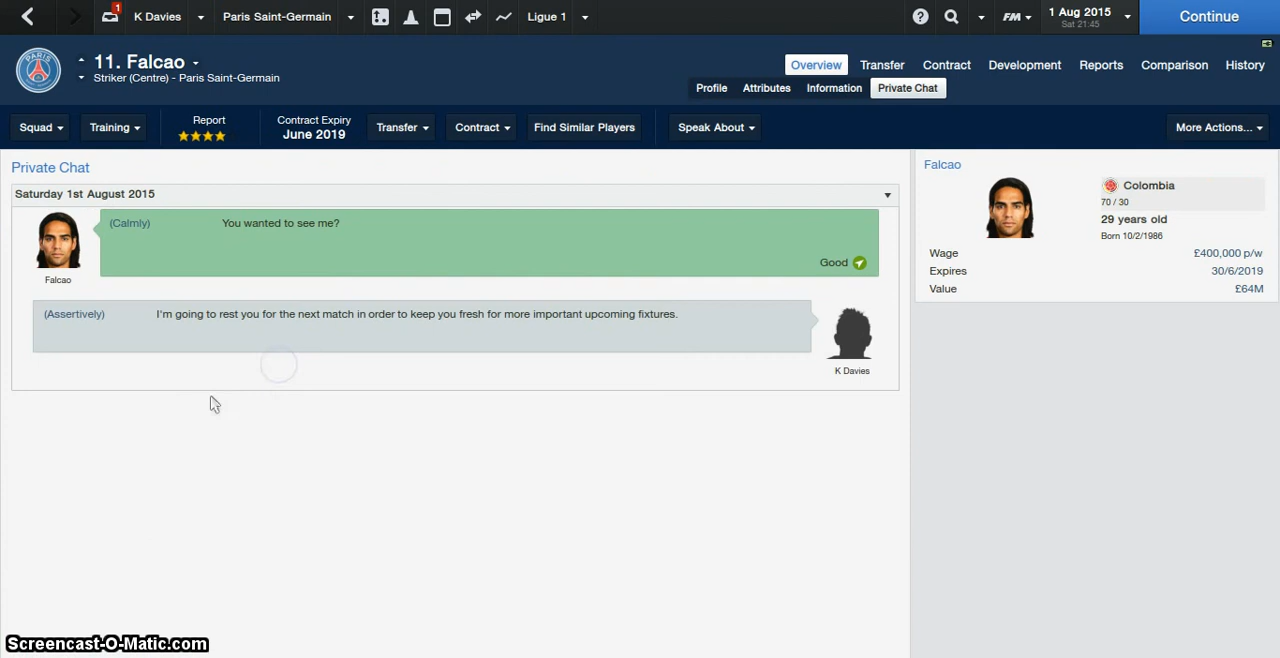 1
K Davies
Paris Saint-Germain
Ligue 1
FM
1 Aug 2015
Sat 21:45
Continue
PARIS
11. Falcao
Striker (Centre) - Paris Saint-Germain
Overview
Transfer
Contract
Development
Reports
Comparison
History
Profile
Attributes
Information
Private Chat
Squad
Training
Report
Contract Expiry
June 2019
Transfer
Contract
Find Similar Players
Speak About
More Actions...
Private Chat
Saturday 1st August 2015
(Calmly) You wanted to see me?
Good
Falcao
(Assertively) I'm going to rest you for the next match in order to keep you fresh for more important upcoming fixtures.
K Davies
Falcao
Colombia
70 / 30
29 years old
Born 10/2/1986
Wage £400,000 p/w
Expires 30/6/2019
Value £64M
Screencast-O-Matic.com